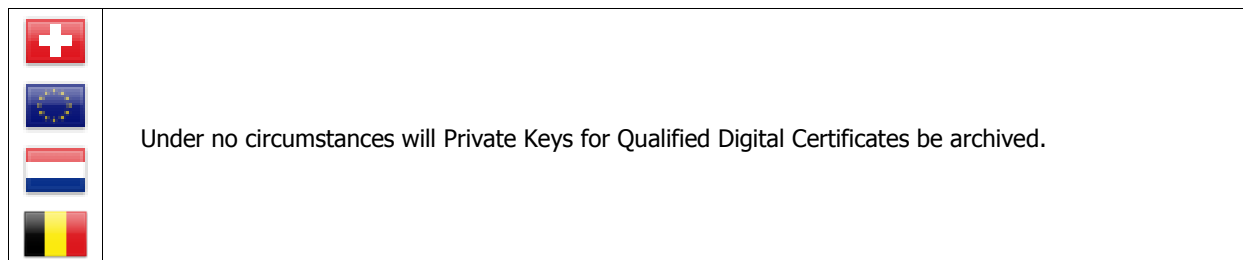 Under no circumstances will Private Keys for Qualified Digital Certificates be archived.